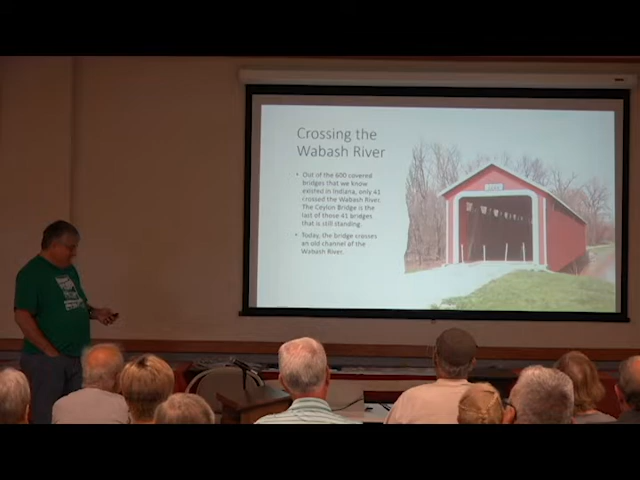 Crossing the
Wabash River
• Out of the 600 covered
bridges that we know
existed in Indiana, only 41
crossed the Wabash River.
The Ceylon Bridge is the
last of those 41 bridges
that is still standing.
• Today, the bridge crosses
an old channel of the
Wabash River.